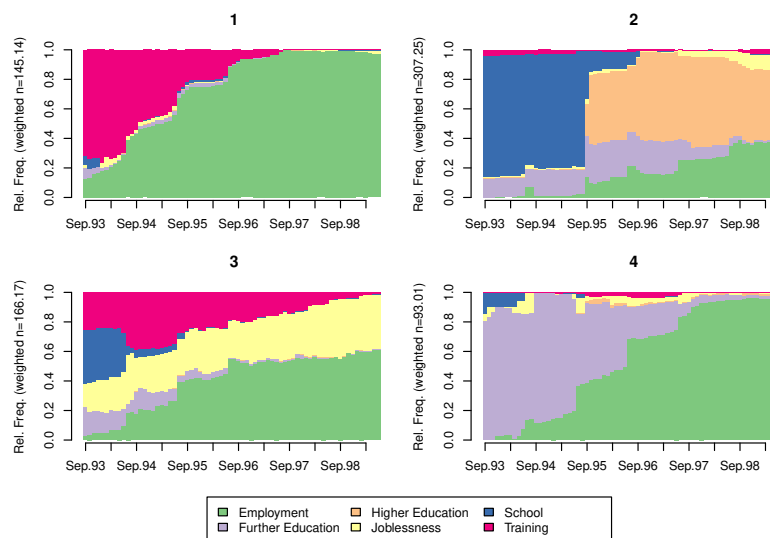 1
2
Rel. Freq. (weighted n=145.14)
0.0 0.2 0.4 0.6 0.8 1.0
Sep.93 Sep.94 Sep.95 Sep.96 Sep.97 Sep.98
Rel. Freq. (weighted n=307.25)
0.0 0.2 0.4 0.6 0.8 1.0
Sep.93 Sep.94 Sep.95 Sep.96 Sep.97 Sep.98
3
4
Rel. Freq. (weighted n=166.17)
0.0 0.2 0.4 0.6 0.8 1.0
Sep.93 Sep.94 Sep.95 Sep.96 Sep.97 Sep.98
Rel. Freq. (weighted n=93.01)
0.0 0.2 0.4 0.6 0.8 1.0
Sep.93 Sep.94 Sep.95 Sep.96 Sep.97 Sep.98
Employment Higher Education School
Further Education Joblessness Training